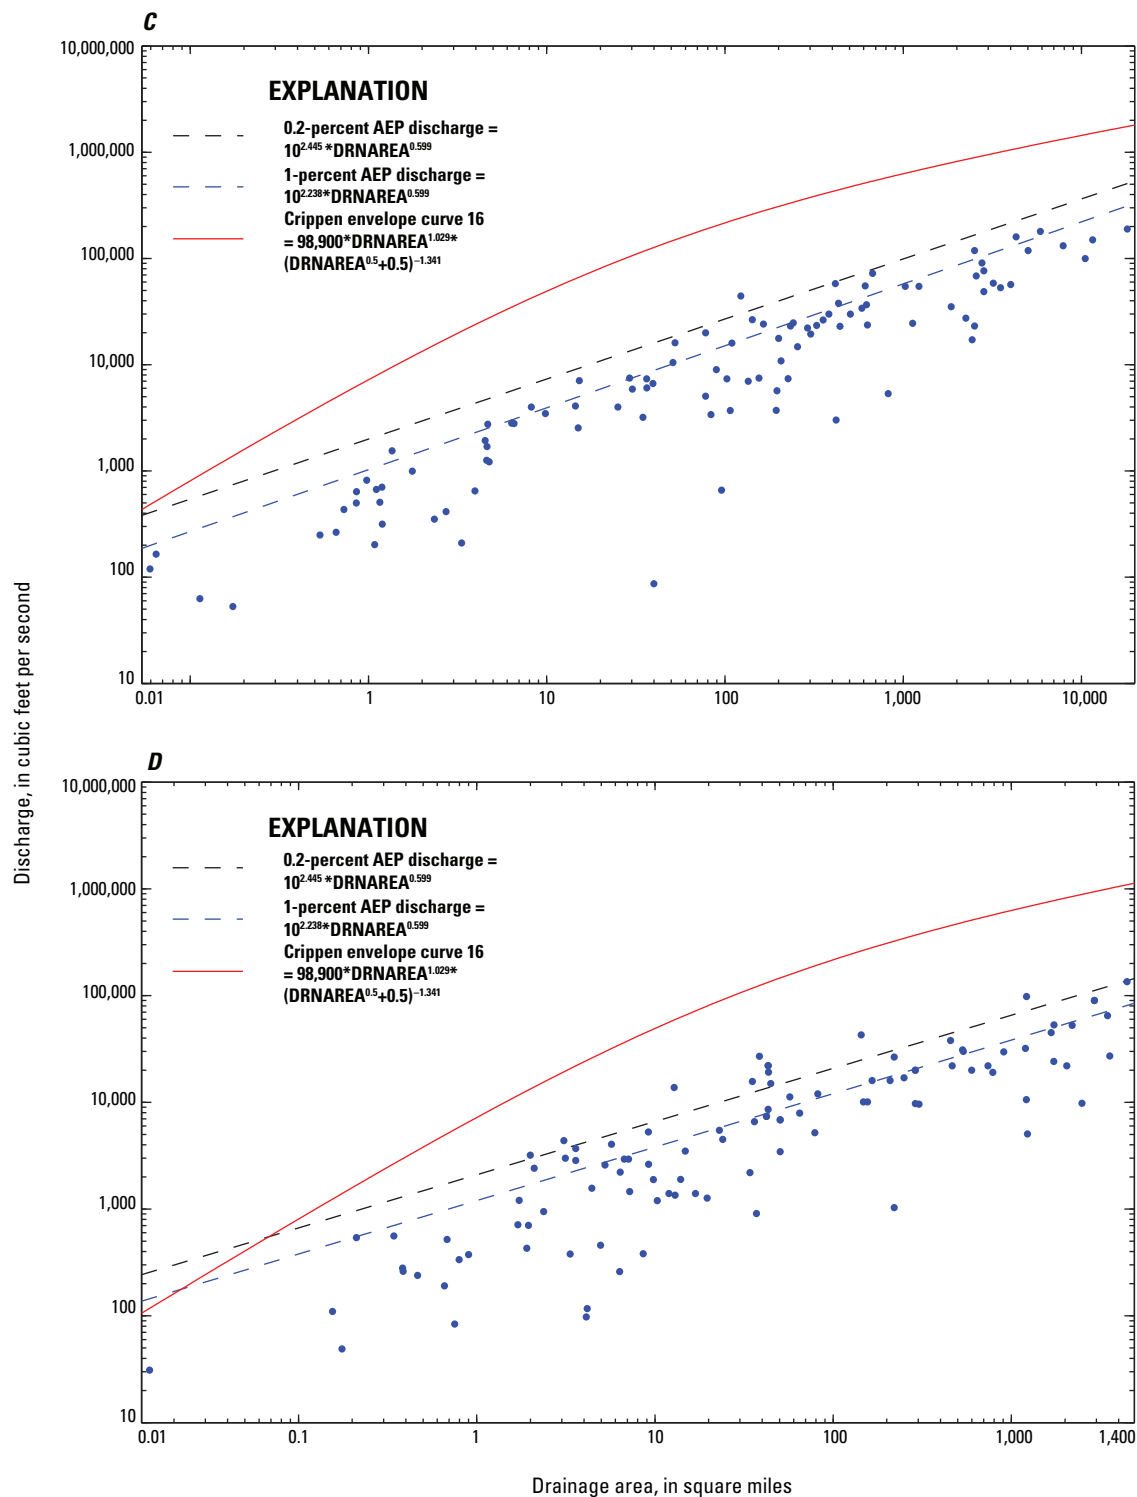 C
10,000,000
1,000,000
100,000
10,000
1,000
100
10
EXPLANATION
0.2-percent AEP discharge =
10^2.445 *DRNAREA^0.599
1-percent AEP discharge =
10^2.238*DRNAREA^0.599
Crippen envelope curve 16
= 98,900*DRNAREA^1.029*
(DRNAREA^0.5+0.5)^–1.341
0.01 1 10 100 1,000 10,000
Discharge, in cubic feet per second
D
10,000,000
1,000,000
100,000
10,000
1,000
100
10
EXPLANATION
0.2-percent AEP discharge =
10^2.445 *DRNAREA^0.599
1-percent AEP discharge =
10^2.238*DRNAREA^0.599
Crippen envelope curve 16
= 98,900*DRNAREA^1.029*
(DRNAREA^0.5+0.5)^–1.341
0.01 0.1 1 10 100 1,000 1,400
Drainage area, in square miles